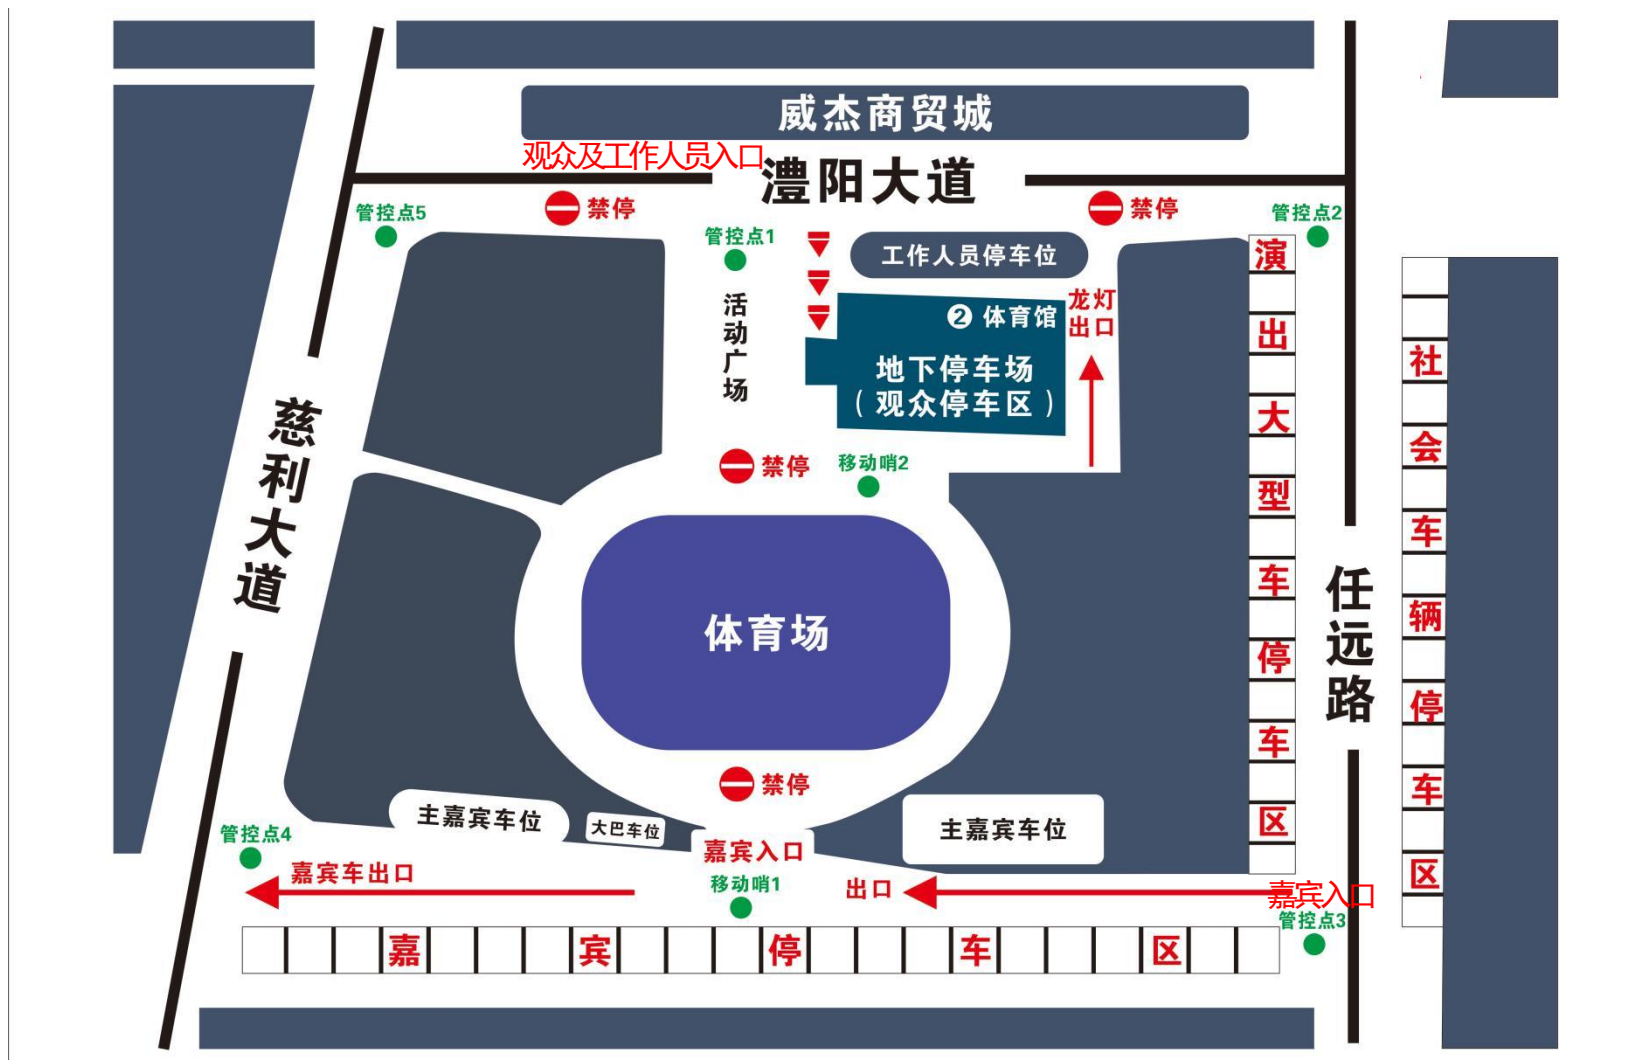 威杰商贸城
观众及工作人员入口
澧阳大道
禁停
禁停
管控点5
管控点2
管控点1
工作人员停车位
活动广场
龙灯
出口
② 体育馆
地下停车场
（观众停车区）
禁停
移动哨2
慈利大道
体育场
演出大型车停车区
任远路
社会车辆停车区
禁停
主嘉宾车位
大巴车位
主嘉宾车位
管控点4
嘉宾入口
嘉宾车出口
移动哨1
出口
嘉宾入口
管控点3
嘉宾停车区